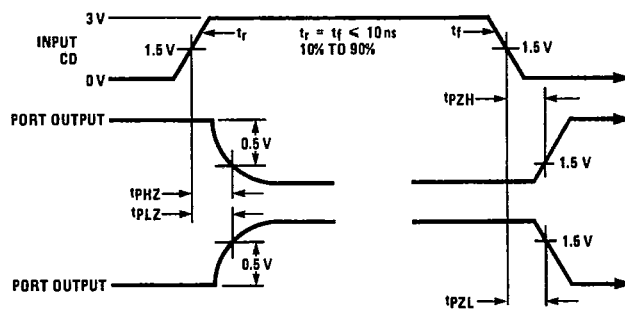 3 V
INPUT
CD
1.5 V
0 V
tr
tr = tf < 10 ns
10% TO 90%
tf
1.5 V
PORT OUTPUT
0.5 V
tPHZ
tPLZ
tPZH
1.5 V
PORT OUTPUT
0.5 V
1.5 V
tPZL